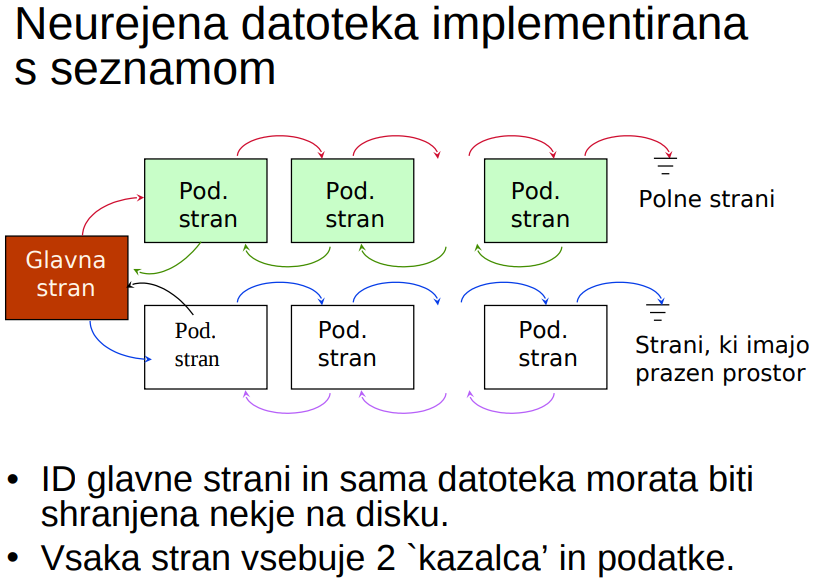 Neurejena datoteka implementirana
s seznamom
Pod.
stran
Pod.
stran
Pod.
stran
Polne strani
Glavna
stran
Pod.
stran
Pod.
stran
Pod.
stran
Strani, ki imajo
prazen prostor
• ID glavne strani in sama datoteka morata biti
shranjena nekje na disku.
• Vsaka stran vsebuje 2 `kazalca’ in podatke.